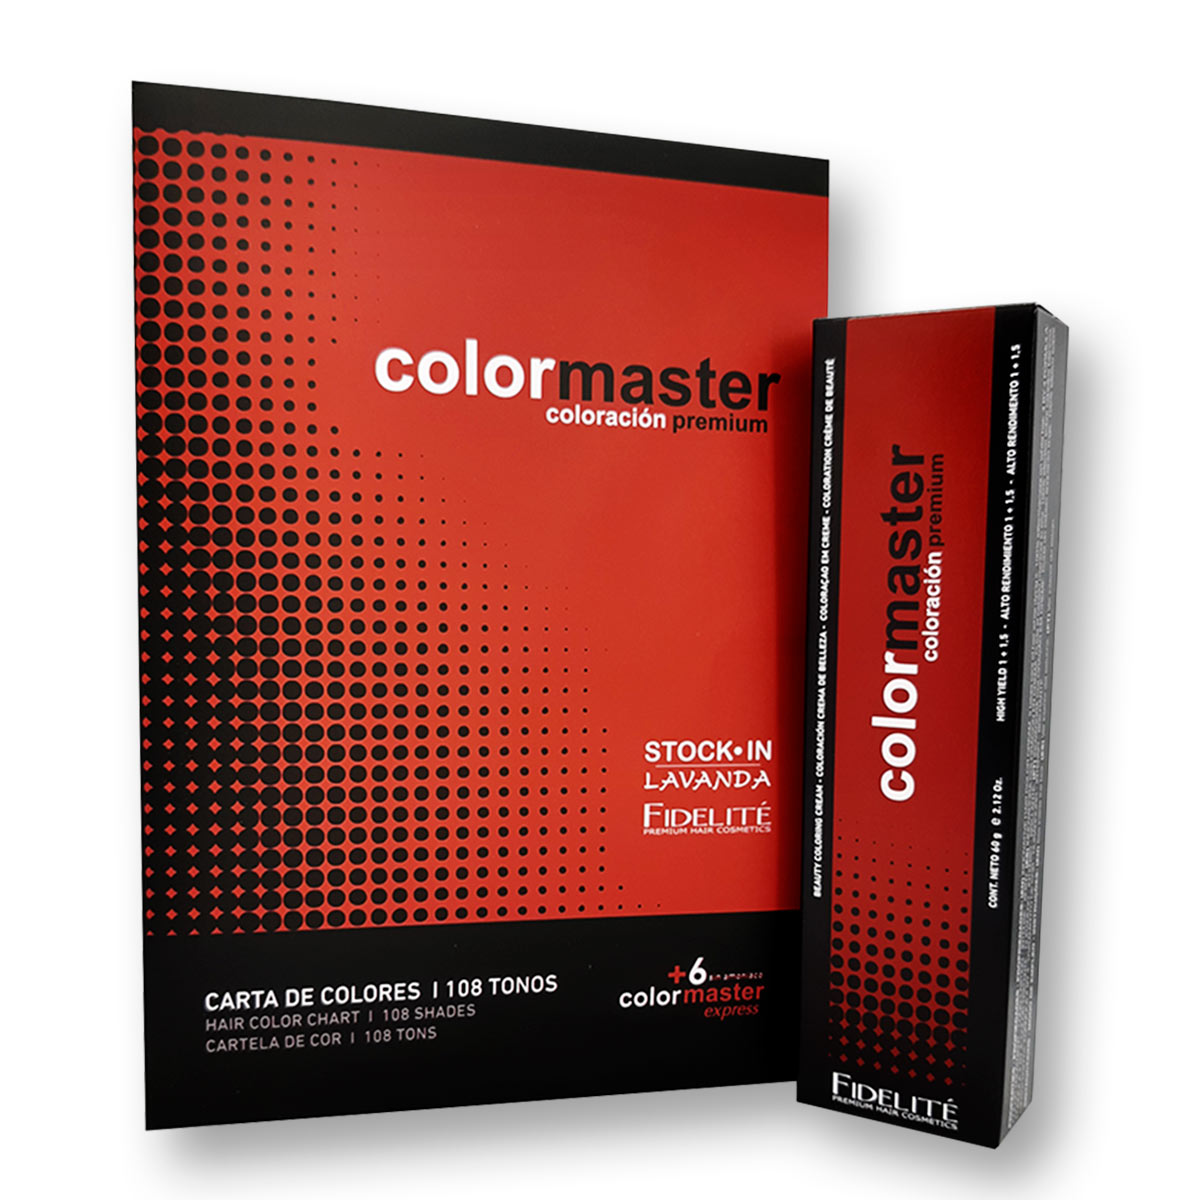 colormaster
coloración premium
STOCK•IN
LAVANDA
FIDELITÉ
PREMIUM HAIR COSMETICS
CARTA DE COLORES | 108 TONOS
HAIR COLOR CHART | 108 SHADES
CARTELA DE COR | 108 TONS
+6 sin amoniaco
colormaster
express
BEAUTY COLORING CREAM - COLORACIÓN CREMA DE BELLEZA - COLORAÇAO EM CREME - COLORATION CRÈME DE BEAUTÉ
colormaster
coloración premium
CONT. NETO 60 g ℮ 2.12 Oz.
HIGH YIELD 1 + 1,5 - ALTO RENDIMIENTO 1 + 1,5 - ALTO RENDIMENTO 1 + 1,5
FIDELITÉ
PREMIUM HAIR COSMETICS